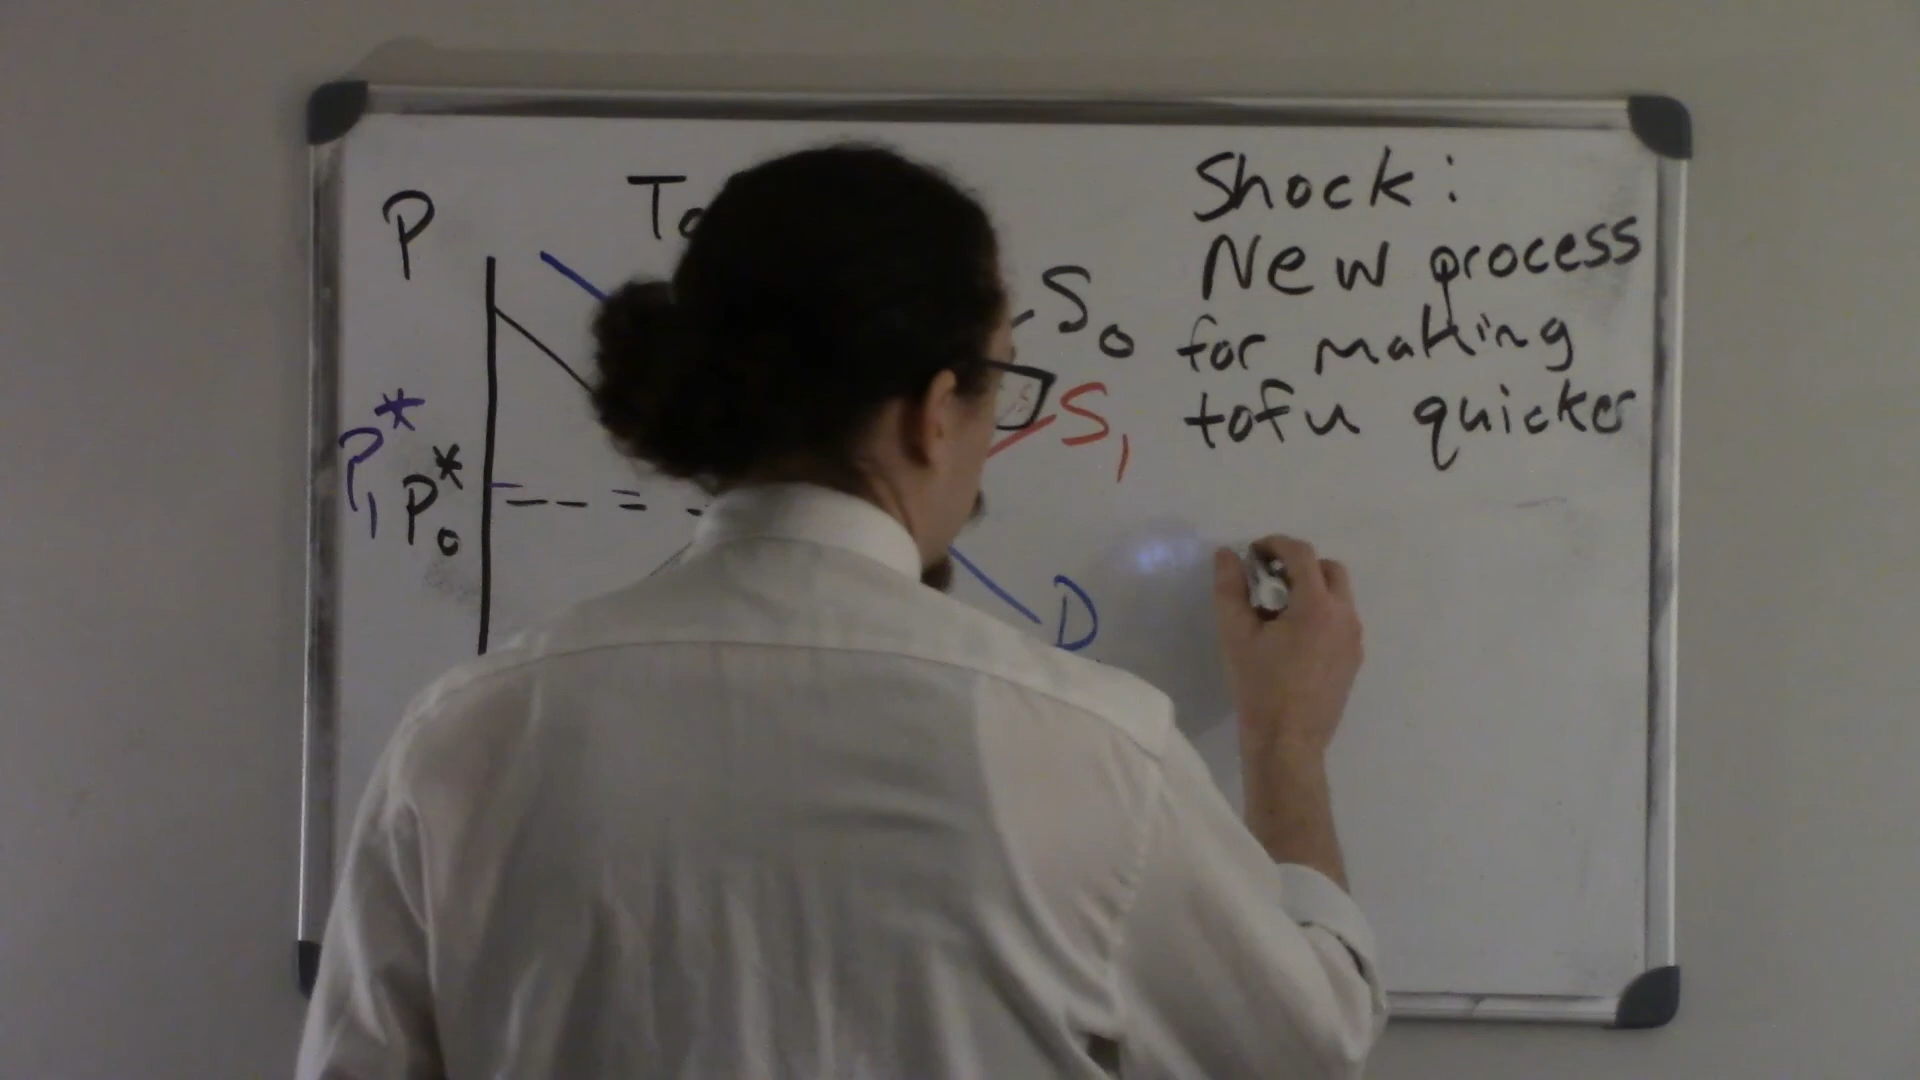 P
Shock:
New process
for making
tofu quicker
S0
S1
P1*
P0*
D